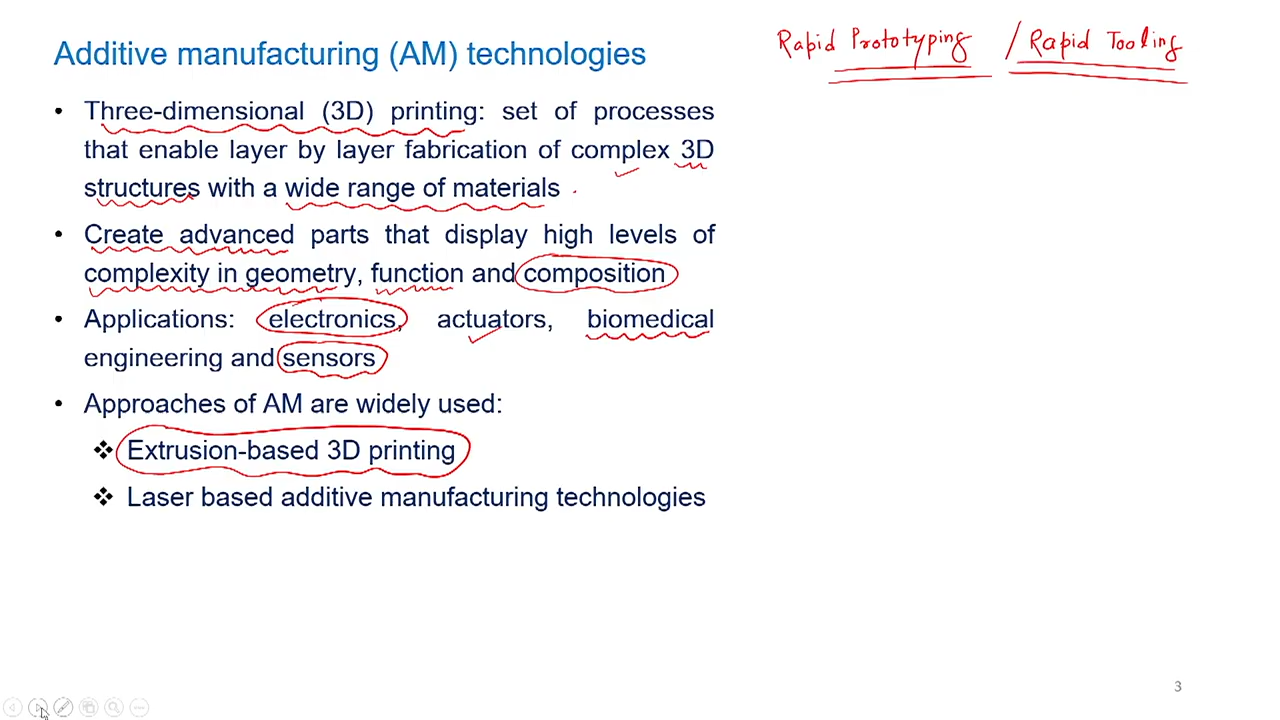 Additive manufacturing (AM) technologies
Rapid Prototyping / Rapid Tooling
• Three-dimensional (3D) printing: set of processes
that enable layer by layer fabrication of complex 3D
structures with a wide range of materials
• Create advanced parts that display high levels of
complexity in geometry, function and composition
• Applications: electronics, actuators, biomedical
engineering and sensors
• Approaches of AM are widely used:
❖ Extrusion-based 3D printing
❖ Laser based additive manufacturing technologies
3